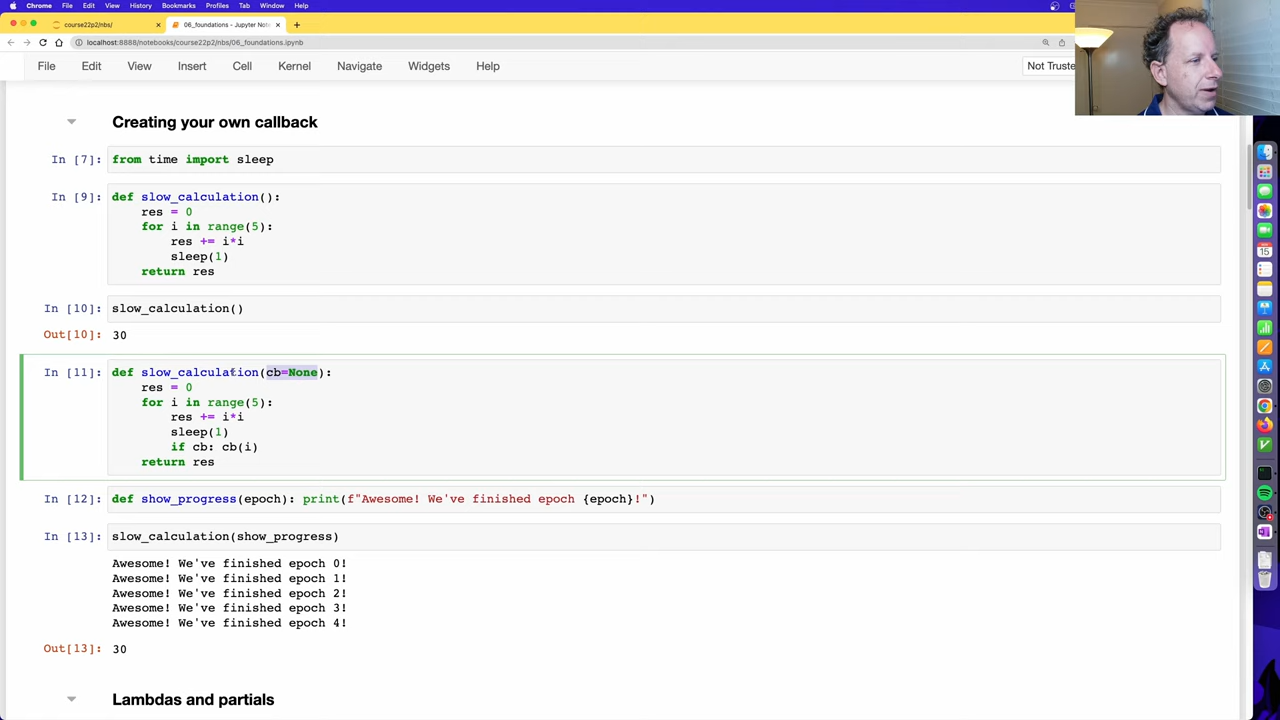 Chrome File Edit View History Bookmarks Profiles Tab Window Help
course22p2/nbs/
06_foundations - Jupyter Not
localhost:8888/notebooks/course22p2/nbs/06_foundations.ipynb
File Edit View Insert Cell Kernel Navigate Widgets Help
Not Truste
Creating your own callback
In [7]: from time import sleep
In [9]: def slow_calculation():
res = 0
for i in range(5):
res += i*i
sleep(1)
return res
In [10]: slow_calculation()
Out[10]: 30
In [11]: def slow_calculation(cb=None):
res = 0
for i in range(5):
res += i*i
sleep(1)
if cb: cb(i)
return res
In [12]: def show_progress(epoch): print(f"Awesome! We've finished epoch {epoch}!")
In [13]: slow_calculation(show_progress)
Awesome! We've finished epoch 0!
Awesome! We've finished epoch 1!
Awesome! We've finished epoch 2!
Awesome! We've finished epoch 3!
Awesome! We've finished epoch 4!
Out[13]: 30
Lambdas and partials
15